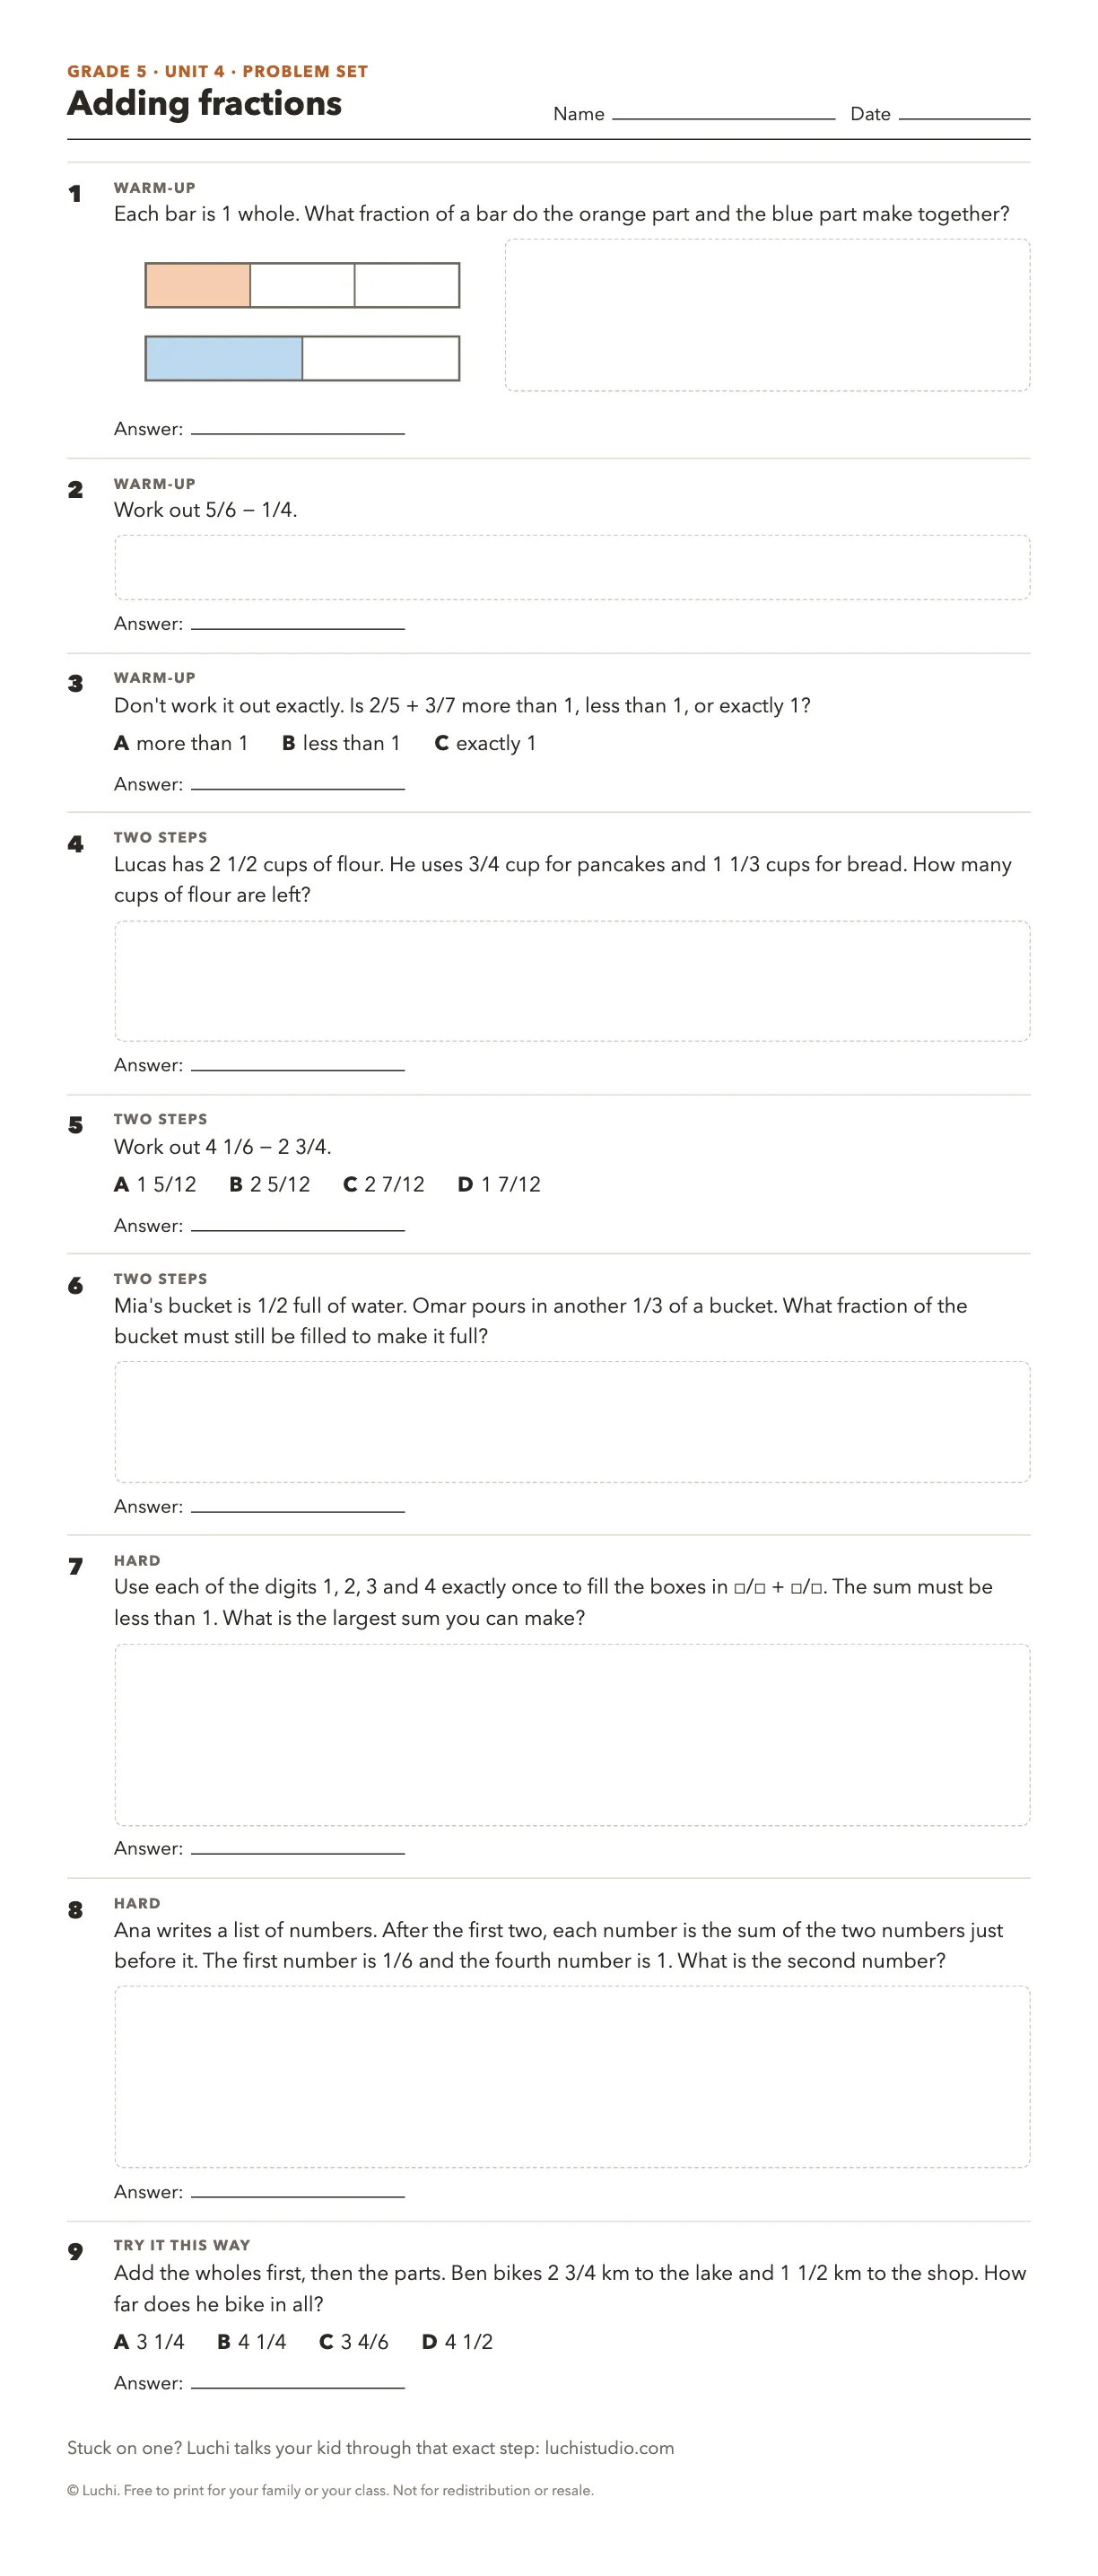 GRADE 5 · UNIT 4 · PROBLEM SET
Adding fractions
Name Date
1
WARM-UP
Each bar is 1 whole. What fraction of a bar do the orange part and the blue part make together?
Answer:
2
WARM-UP
Work out 5/6 − 1/4.
Answer:
3
WARM-UP
Don't work it out exactly. Is 2/5 + 3/7 more than 1, less than 1, or exactly 1?
A more than 1 B less than 1 C exactly 1
Answer:
4
TWO STEPS
Lucas has 2 1/2 cups of flour. He uses 3/4 cup for pancakes and 1 1/3 cups for bread. How many
cups of flour are left?
Answer:
5
TWO STEPS
Work out 4 1/6 − 2 3/4.
A 1 5/12 B 2 5/12 C 2 7/12 D 1 7/12
Answer:
6
TWO STEPS
Mia's bucket is 1/2 full of water. Omar pours in another 1/3 of a bucket. What fraction of the
bucket must still be filled to make it full?
Answer:
7
HARD
Use each of the digits 1, 2, 3 and 4 exactly once to fill the boxes in □/□ + □/□. The sum must be
less than 1. What is the largest sum you can make?
Answer:
8
HARD
Ana writes a list of numbers. After the first two, each number is the sum of the two numbers just
before it. The first number is 1/6 and the fourth number is 1. What is the second number?
Answer:
9
TRY IT THIS WAY
Add the wholes first, then the parts. Ben bikes 2 3/4 km to the lake and 1 1/2 km to the shop. How
far does he bike in all?
A 3 1/4 B 4 1/4 C 3 4/6 D 4 1/2
Answer:
Stuck on one? Luchi talks your kid through that exact step: luchistudio.com
© Luchi. Free to print for your family or your class. Not for redistribution or resale.